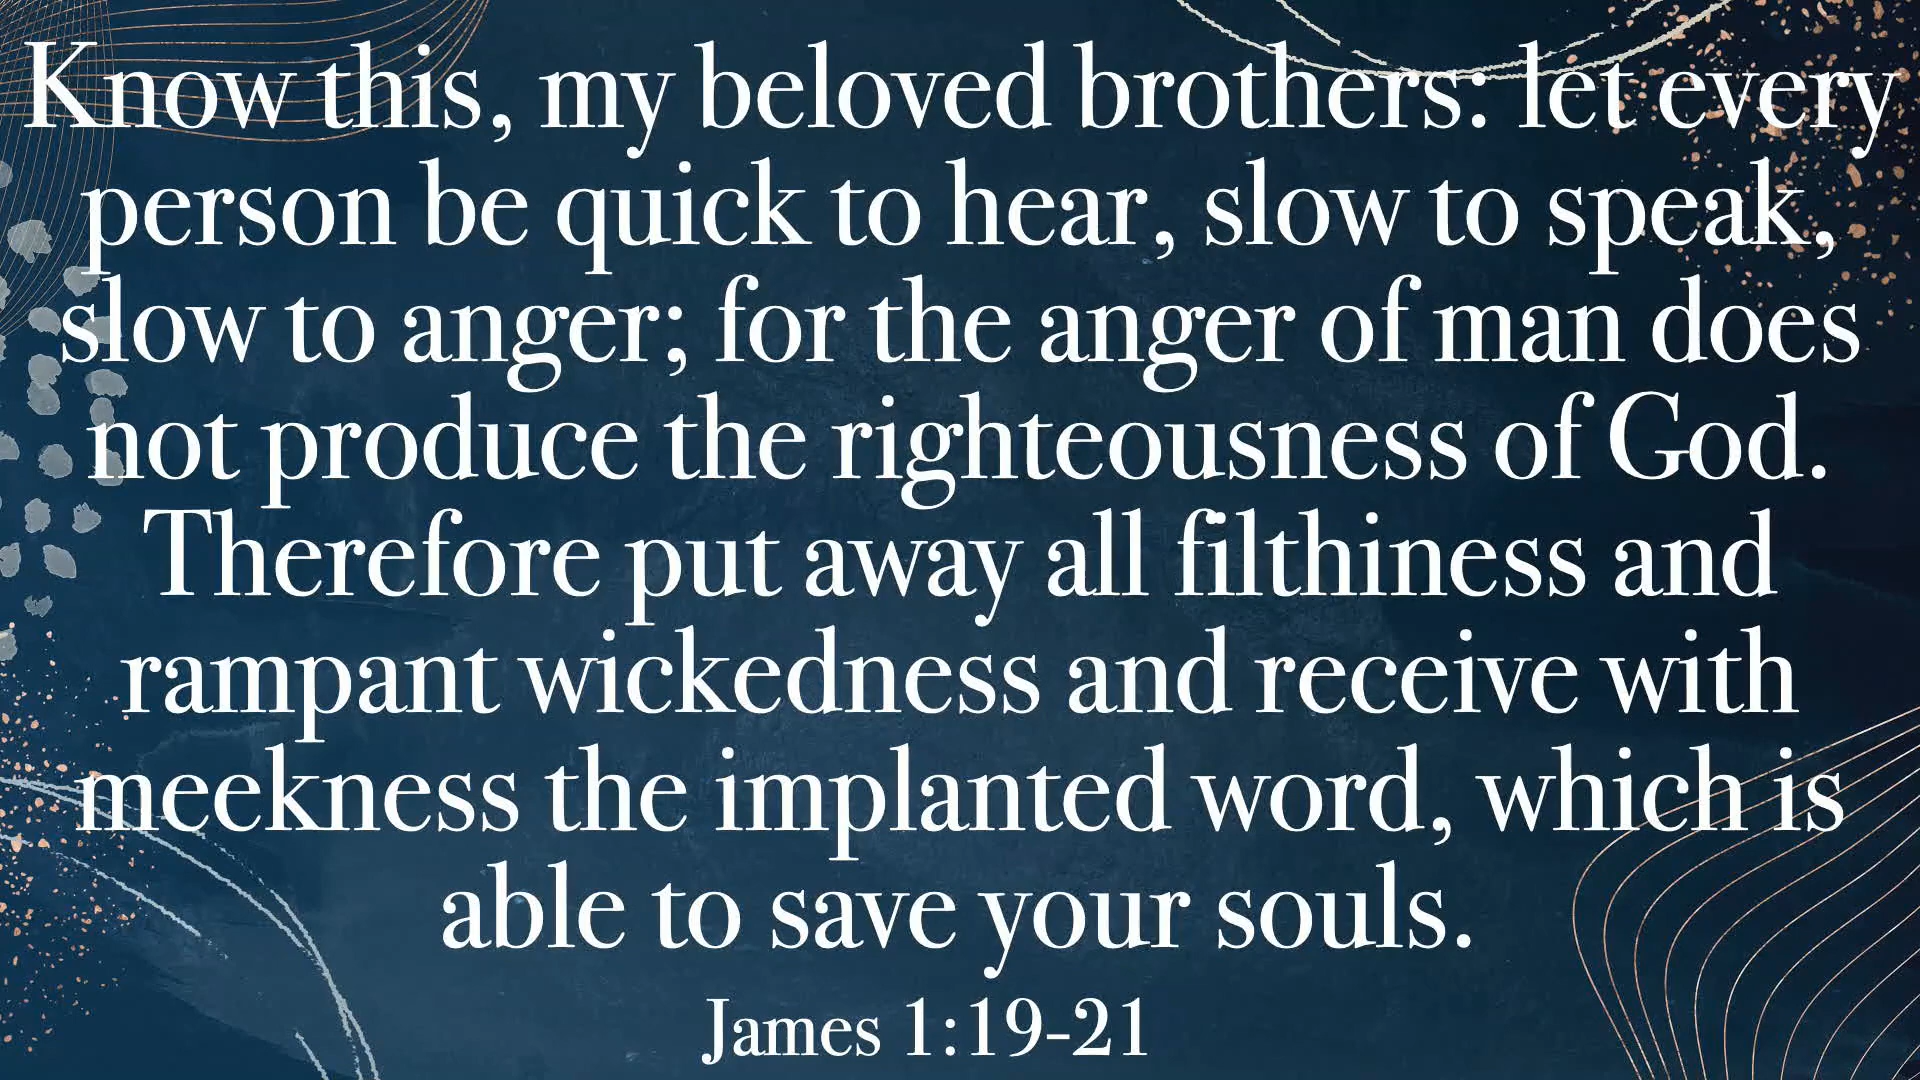 Know this, my beloved brothers: let every
person be quick to hear, slow to speak,
slow to anger; for the anger of man does
not produce the righteousness of God.
Therefore put away all filthiness and
rampant wickedness and receive with
meekness the implanted word, which is
able to save your souls.
James 1:19-21